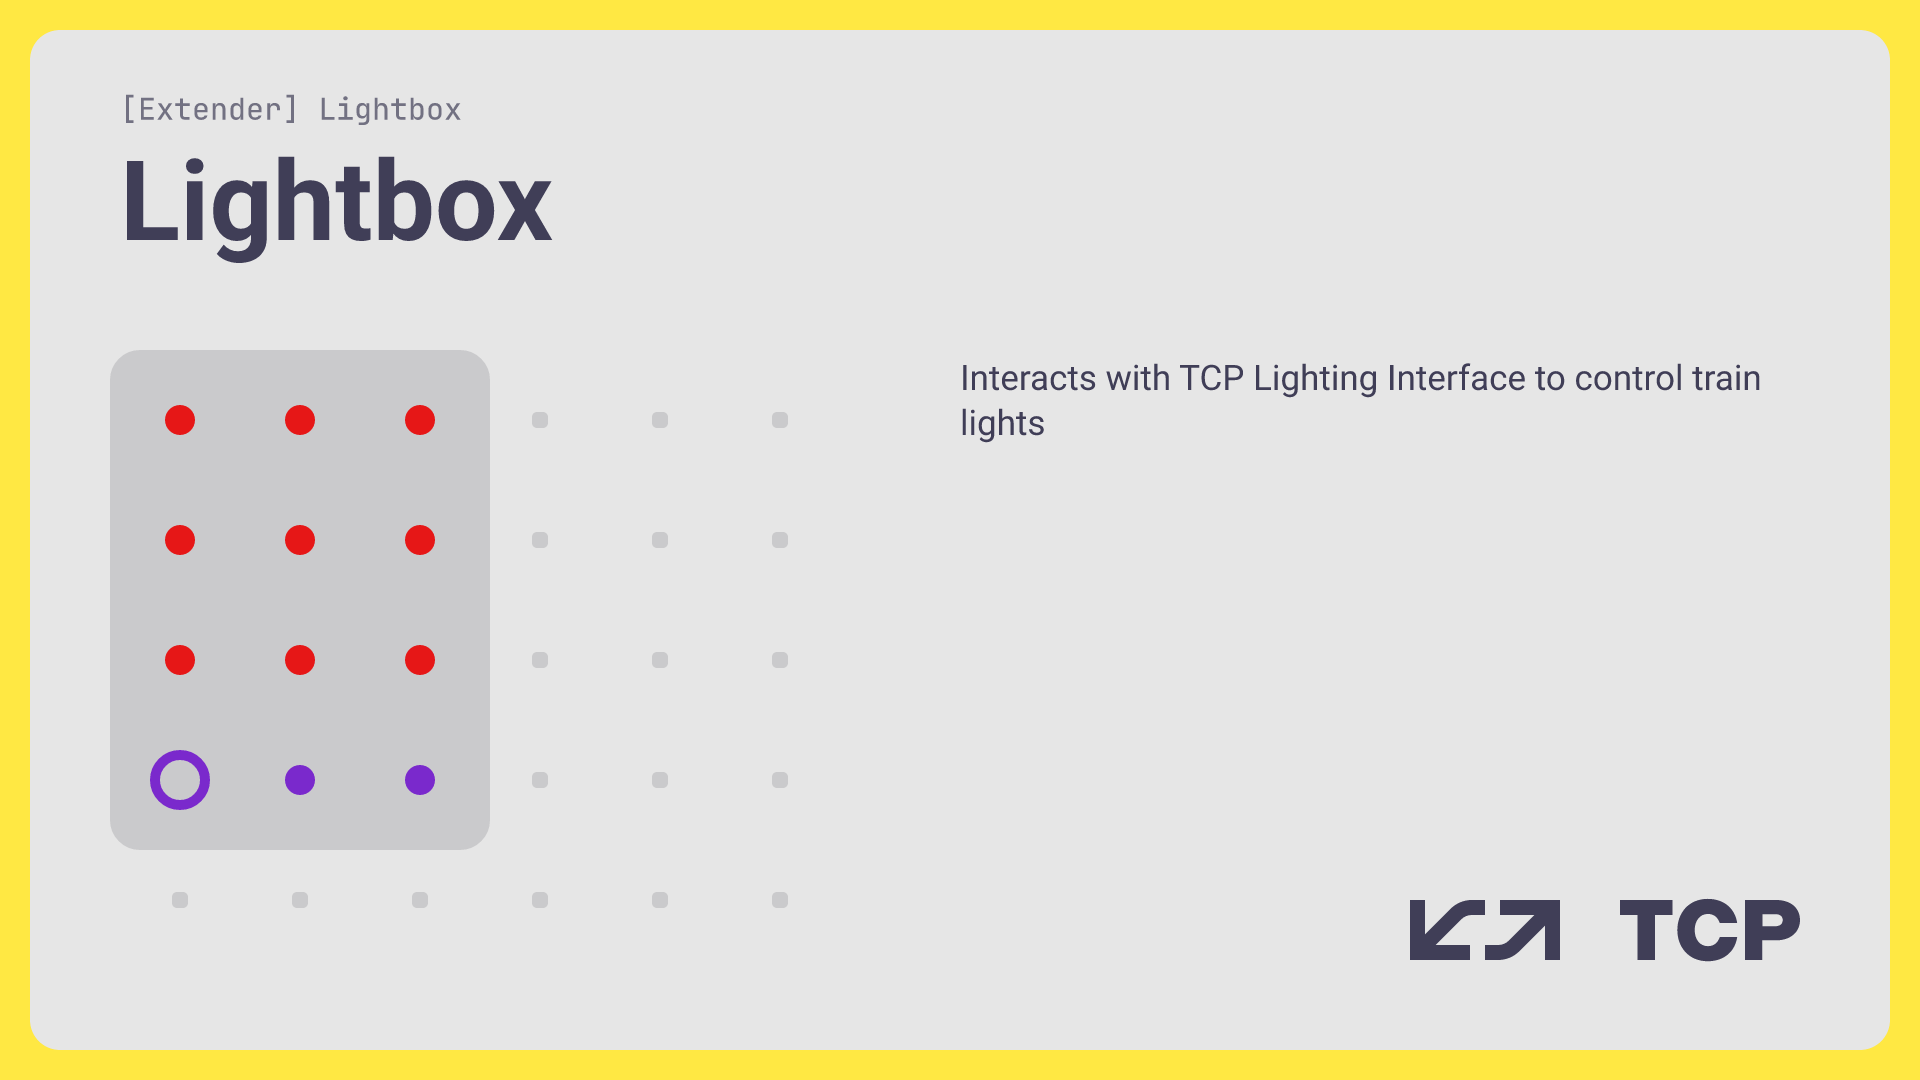 [Extender] Lightbox
Lightbox
Interacts with TCP Lighting Interface to control train
lights
TCP